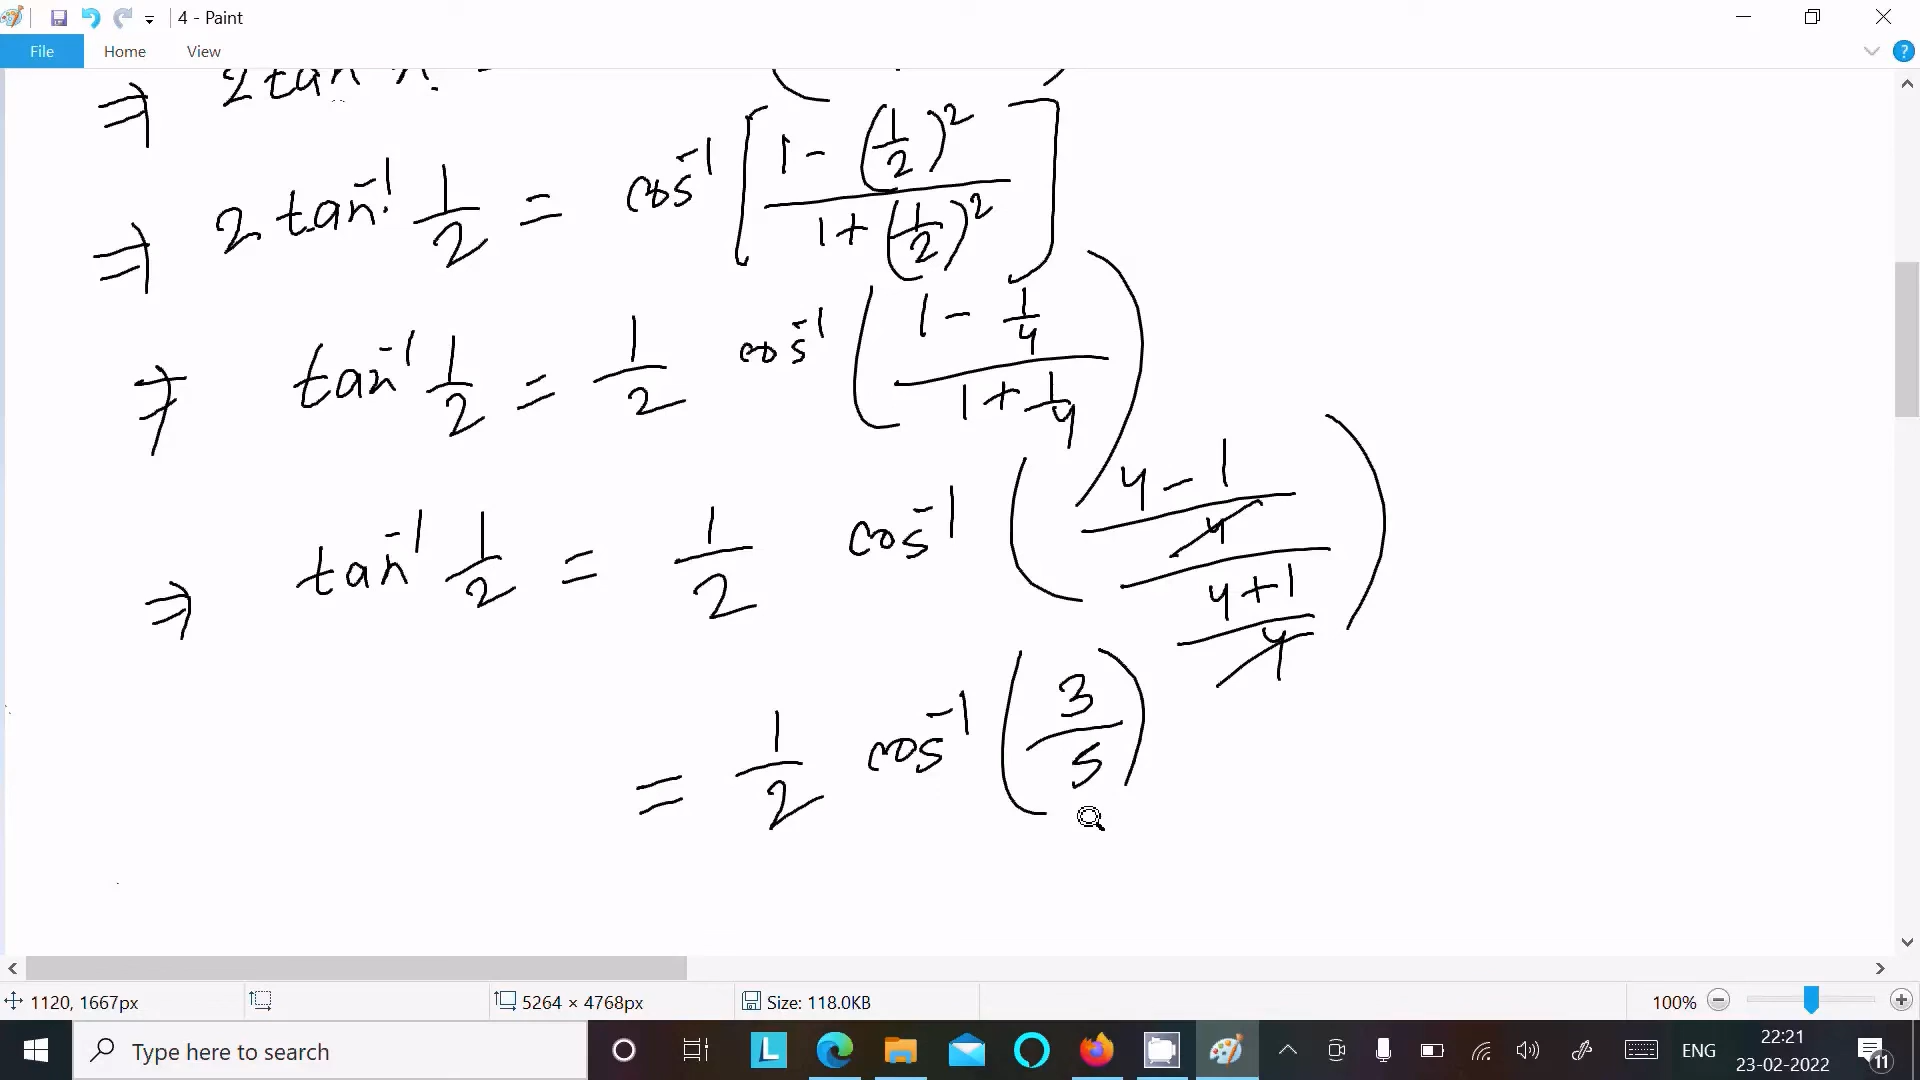 4 - Paint
File Home View
⇒ 2 tan
⇒ 2 tan⁻¹ 1/2 = cos⁻¹ [ (1 - (1/2)²) / (1 + (1/2)²) ]
⇒ tan⁻¹ 1/2 = 1/2 cos⁻¹ ( (1 - 1/4) / (1 + 1/4) )
⇒ tan⁻¹ 1/2 = 1/2 cos⁻¹ ( ((4 - 1)/4) / ((4 + 1)/4) )
= 1/2 cos⁻¹ (3/5)
1120, 1667px 5264 × 4768px Size: 118.0KB 100%
Type here to search L ENG 22:21
23-02-2022 11